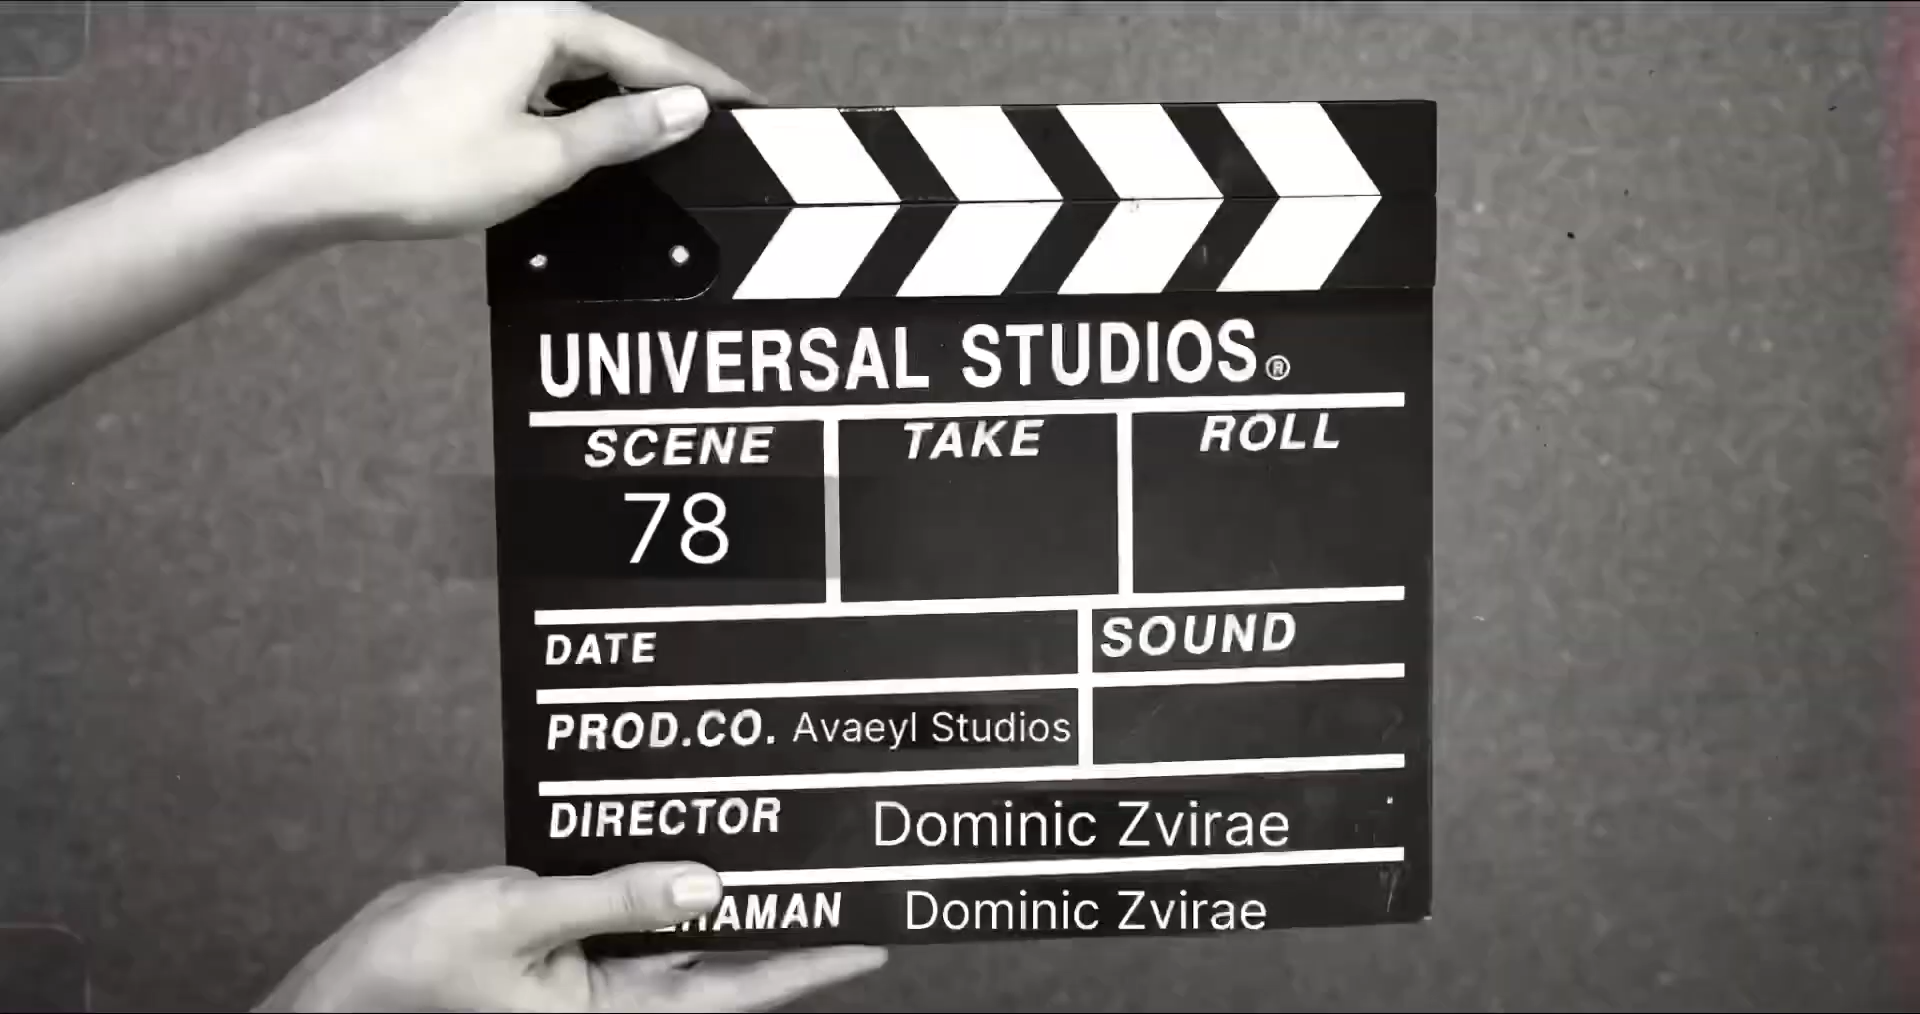 UNIVERSAL STUDIOS®
SCENE TAKE ROLL
78
DATE SOUND
PROD.CO. Avaeyl Studios
DIRECTOR Dominic Zvirae
Dominic Zvirae